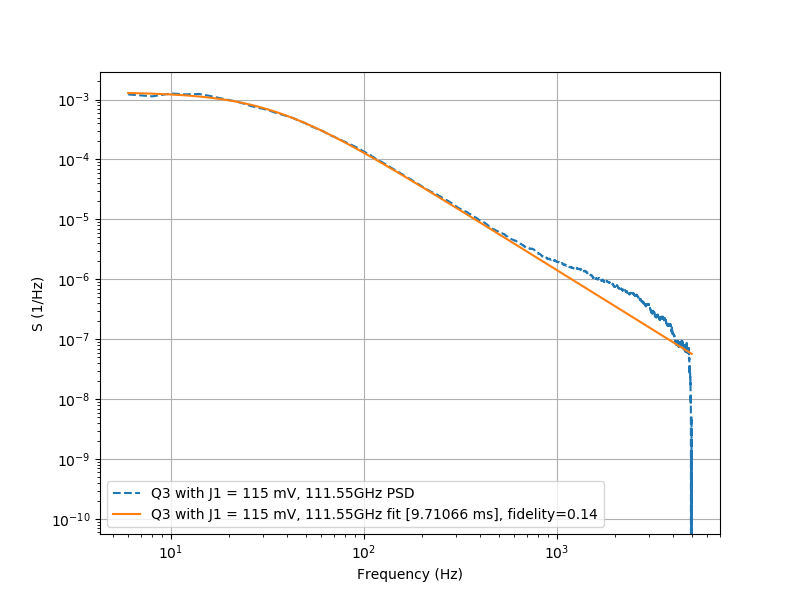 S (1/Hz)
10⁻³
10⁻⁴
10⁻⁵
10⁻⁶
10⁻⁷
10⁻⁸
10⁻⁹
10⁻¹⁰
Q3 with J1 = 115 mV, 111.55GHz PSD
Q3 with J1 = 115 mV, 111.55GHz fit [9.71066 ms], fidelity=0.14
10¹
10²
10³
Frequency (Hz)